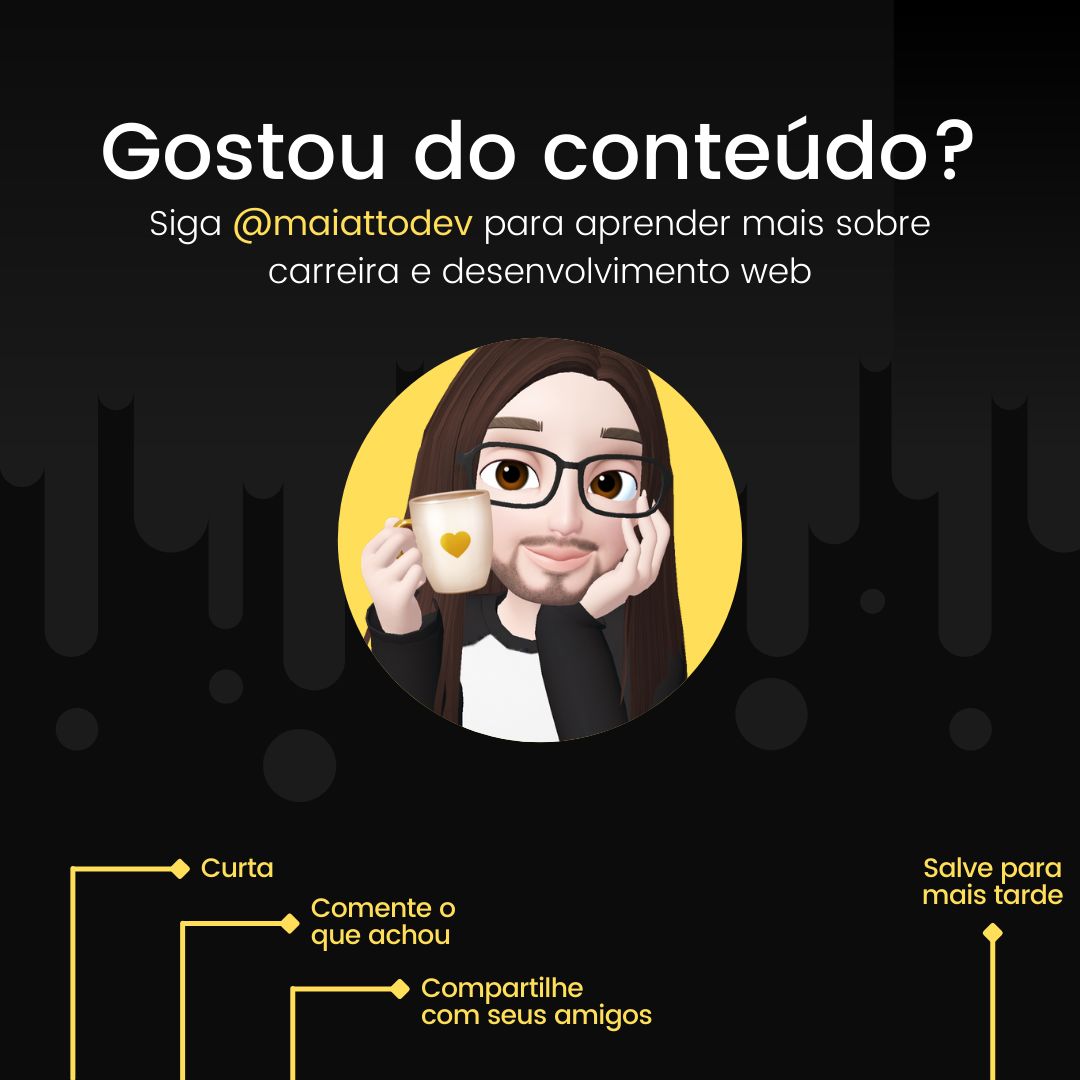 Gostou do conteúdo?
Siga @maiattodev para aprender mais sobre
carreira e desenvolvimento web
Curta
Comente o
que achou
Compartilhe
com seus amigos
Salve para
mais tarde